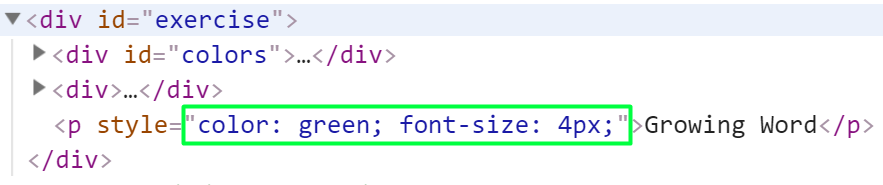 ▼<div id="exercise">
▶<div id="colors">…</div>
▶<div>…</div>
<p style="color: green; font-size: 4px;">Growing Word</p>
</div>